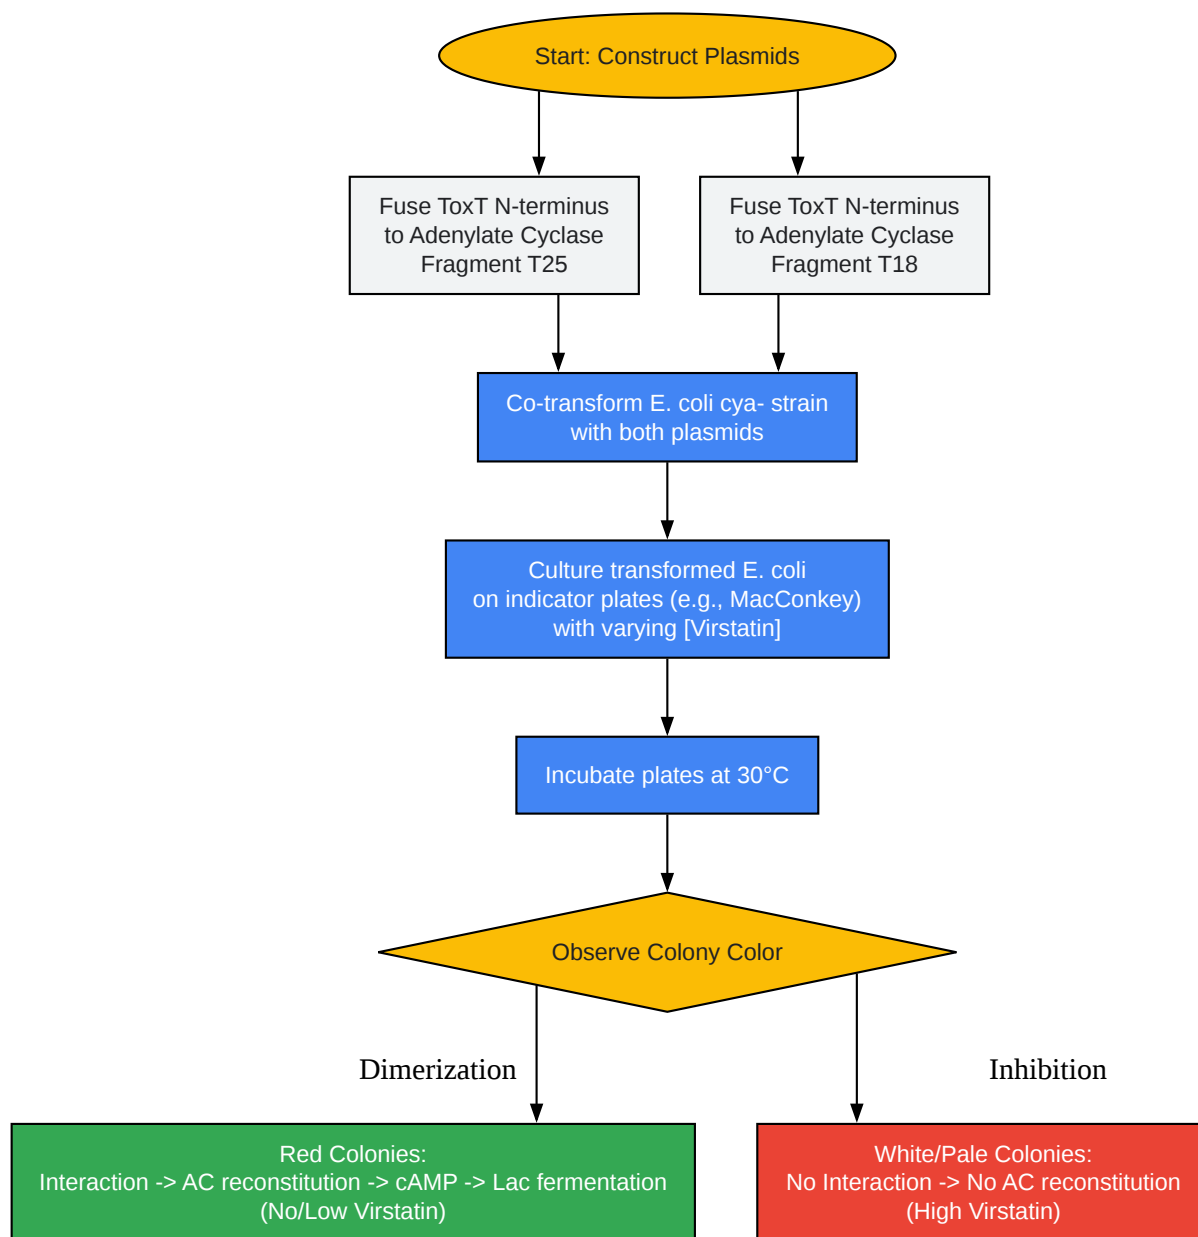 Start: Construct Plasmids
Fuse ToxT N-terminus
to Adenylate Cyclase
Fragment T25
Fuse ToxT N-terminus
to Adenylate Cyclase
Fragment T18
Co-transform E. coli cya- strain
with both plasmids
Culture transformed E. coli
on indicator plates (e.g., MacConkey)
with varying [Virstatin]
Incubate plates at 30°C
Observe Colony Color
Dimerization
Inhibition
Red Colonies:
Interaction -> AC reconstitution -> cAMP -> Lac fermentation
(No/Low Virstatin)
White/Pale Colonies:
No Interaction -> No AC reconstitution
(High Virstatin)